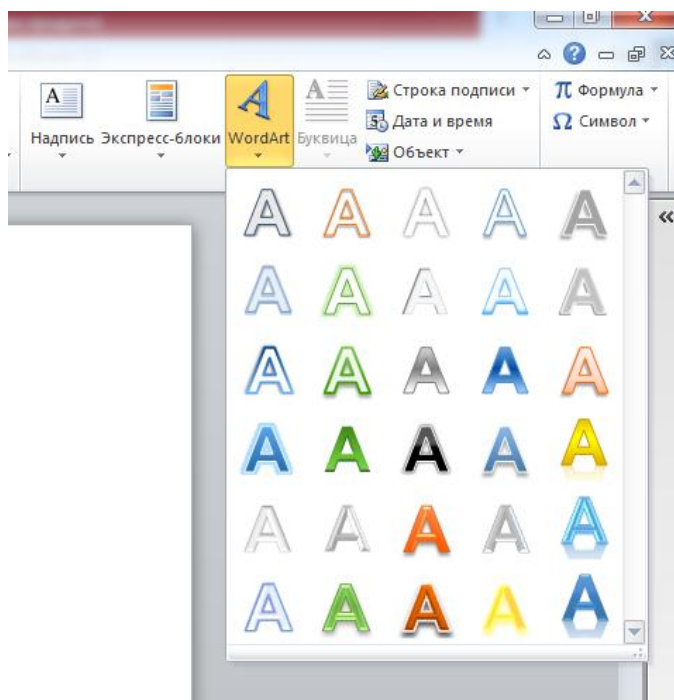 Надпись Экспресс-блоки WordArt Буквица
Строка подписи
Дата и время
Объект
π Формула
Ω Символ
A A A A A
A A A A A
A A A A A
A A A A A
A A A A A
A A A A A